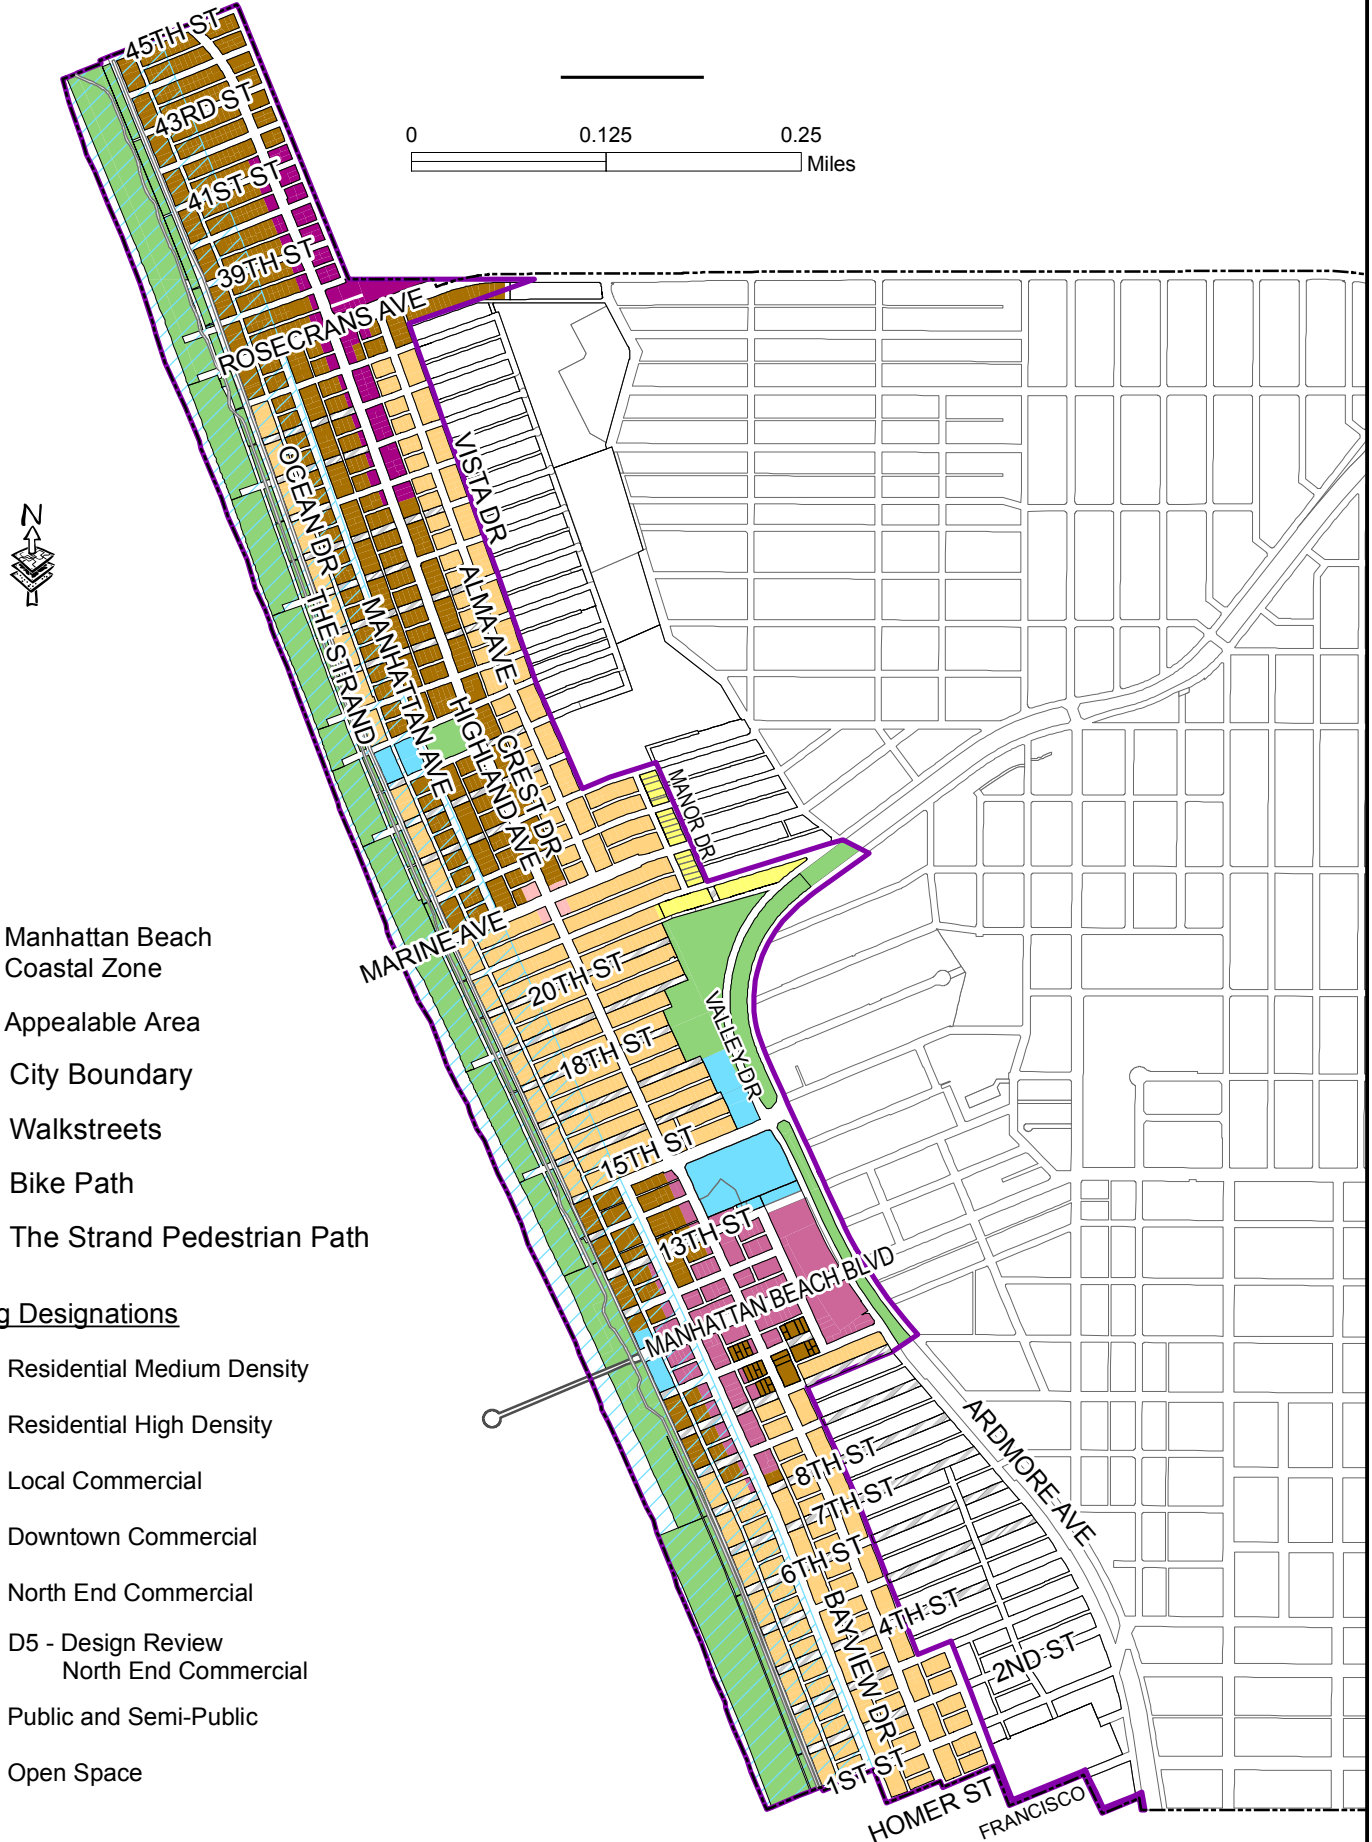 45TH ST
43RD ST
41ST ST
39TH ST
ROSECRANS AVE
0 0.125 0.25
Miles
N
VISTA DR
OCEAN DR
THE STRAND
MANHATTAN AVE
ALMA AVE
HIGHLAND AVE
CREST DR
MANOR DR
MARINE AVE
20TH ST
18TH ST
VALLEY DR
15TH ST
13TH ST
MANHATTAN BEACH BLVD
ARDMORE AVE
8TH ST
7TH ST
6TH ST
4TH ST
BAYVIEW DR
2ND ST
1ST ST
HOMER ST
FRANCISCO
Manhattan Beach
Coastal Zone
Appealable Area
City Boundary
Walkstreets
Bike Path
The Strand Pedestrian Path
g Designations
Residential Medium Density
Residential High Density
Local Commercial
Downtown Commercial
North End Commercial
D5 - Design Review
North End Commercial
Public and Semi-Public
Open Space